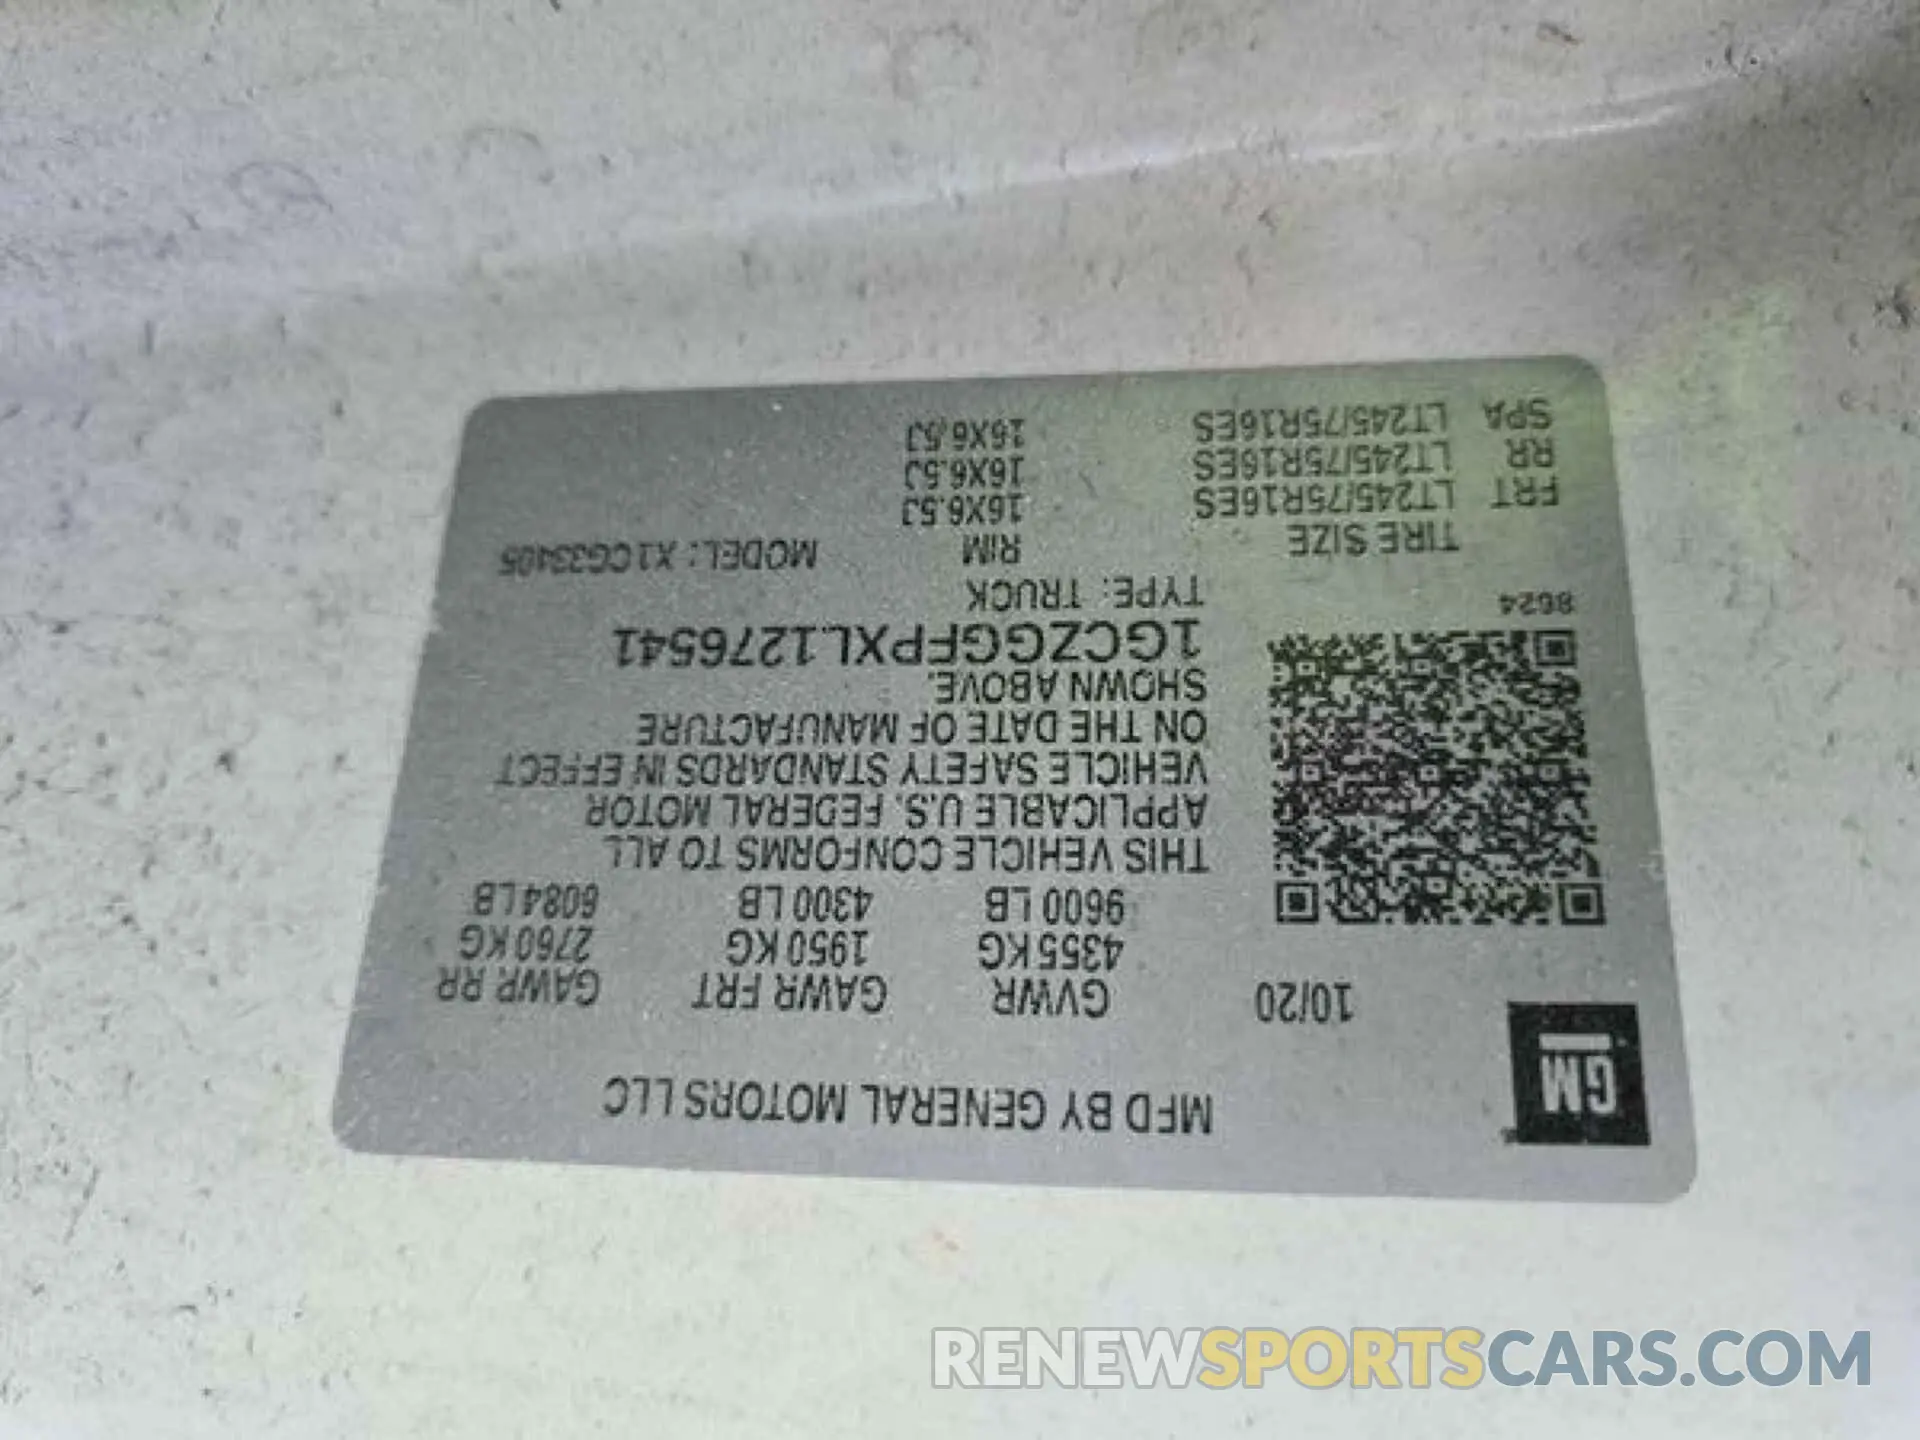 MFD BY GENERAL MOTORS LLC
GM
10/20 GVWR GAWR FRT GAWR RR
4355 KG 1950 KG 2760 KG
9600 LB 4300 LB 6084 LB
THIS VEHICLE CONFORMS TO ALL
APPLICABLE U.S. FEDERAL MOTOR
VEHICLE SAFETY STANDARDS IN EFFECT
ON THE DATE OF MANUFACTURE
SHOWN ABOVE.
1GCZGGFPXL1276541
8624 TYPE: TRUCK
TIRE SIZE RIM MODEL: X1CG33405
FRT LT245/75R16ES 16X6.5J
RR LT245/75R16ES 16X6.5J
SPA LT245/75R16ES 16X6.5J
RENEWSPORTSCARS.COM